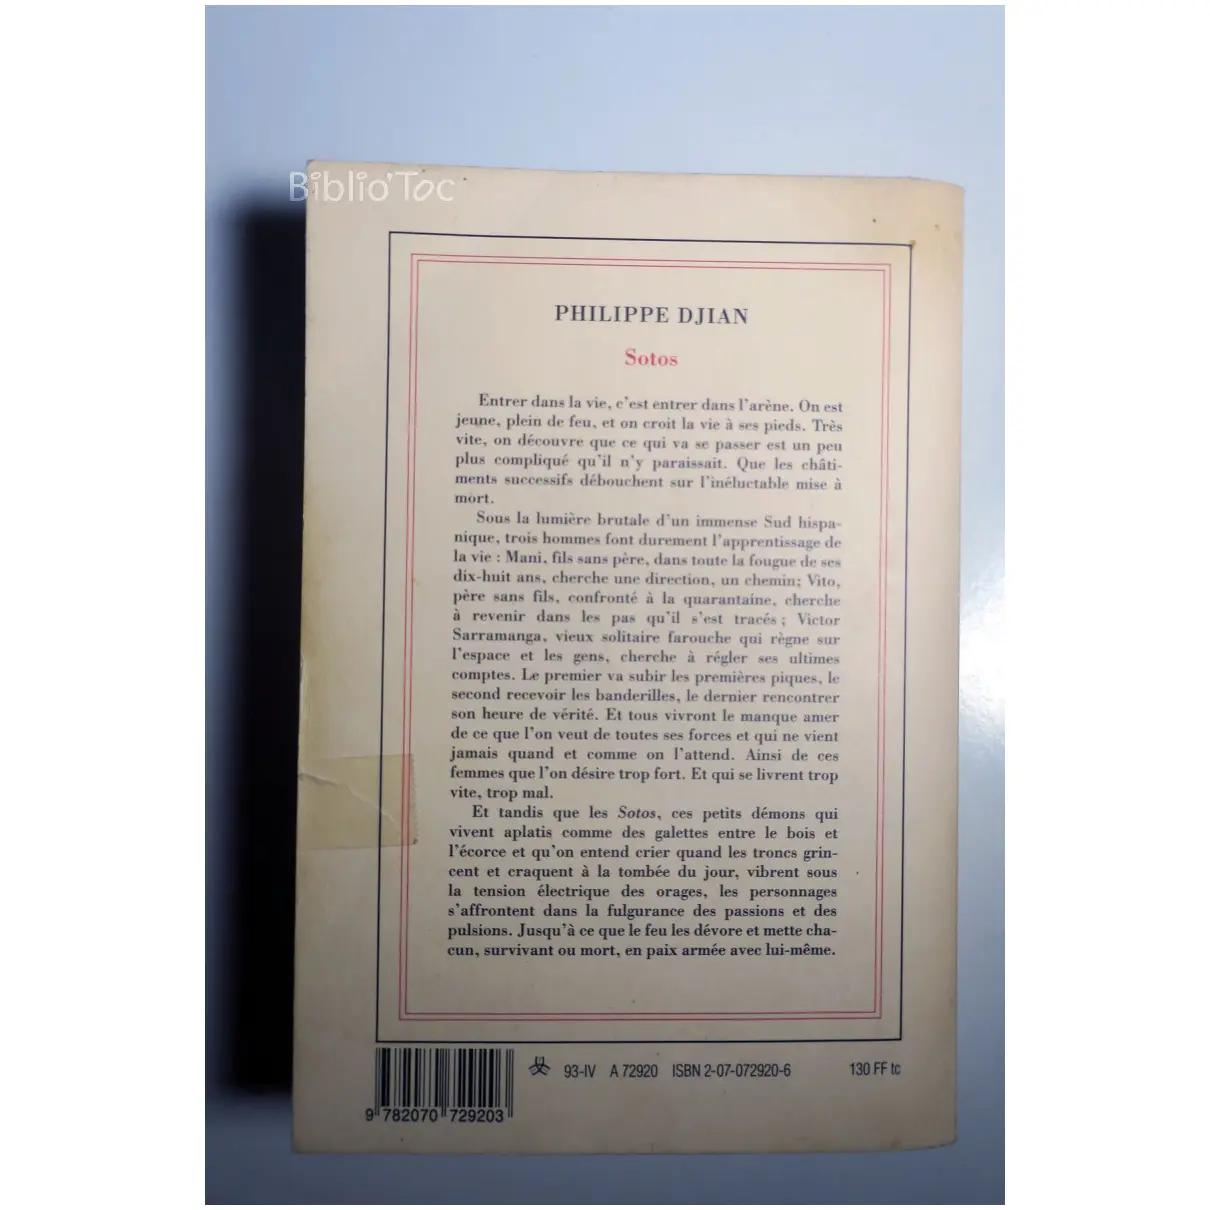 Biblio'Toc
PHILIPPE DJIAN
Sotos
Entrer dans la vie, c'est entrer dans l'arène. On est
jeune, plein de feu, et on croit la vie à ses pieds. Très
vite, on découvre que ce qui va se passer est un peu
plus compliqué qu'il n'y paraissait. Que les châti-
ments successifs débouchent sur l'inéluctable mise à
mort.
Sous la lumière brutale d'un immense Sud hispa-
nique, trois hommes font durement l'apprentissage de
la vie : Mani, fils sans père, dans toute la fougue de ses
dix-huit ans, cherche une direction, un chemin; Vito,
père sans fils, confronté à la quarantaine, cherche
à revenir dans les pas qu'il s'est tracés ; Victor
Sarramanga, vieux solitaire farouche qui règne sur
l'espace et les gens, cherche à régler ses ultimes
comptes. Le premier va subir les premières piques, le
second recevoir les banderilles, le dernier rencontrer
son heure de vérité. Et tous vivront le manque amer
de ce que l'on veut de toutes ses forces et qui ne vient
jamais quand et comme on l'attend. Ainsi de ces
femmes que l'on désire trop fort. Et qui se livrent trop
vite, trop mal.
Et tandis que les Sotos, ces petits démons qui
vivent aplatis comme des galettes entre le bois et
l'écorce et qu'on entend crier quand les troncs grin-
cent et craquent à la tombée du jour, vibrent sous
la tension électrique des orages, les personnages
s'affrontent dans la fulgurance des passions et des
pulsions. Jusqu'à ce que le feu les dévore et mette cha-
cun, survivant ou mort, en paix armée avec lui-même.
93-IV A 72920 ISBN 2-07-072920-6 130 FF tc
9 782070 729203